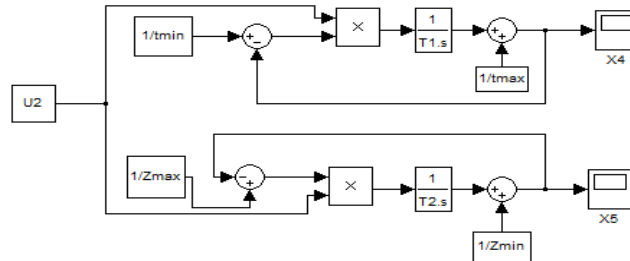 1/tmin
+
-
×
1
T1.s
+
+
1/tmax
X4
U2
1/Zmax
-
+
×
1
T2.s
+
+
1/Zmin
X5